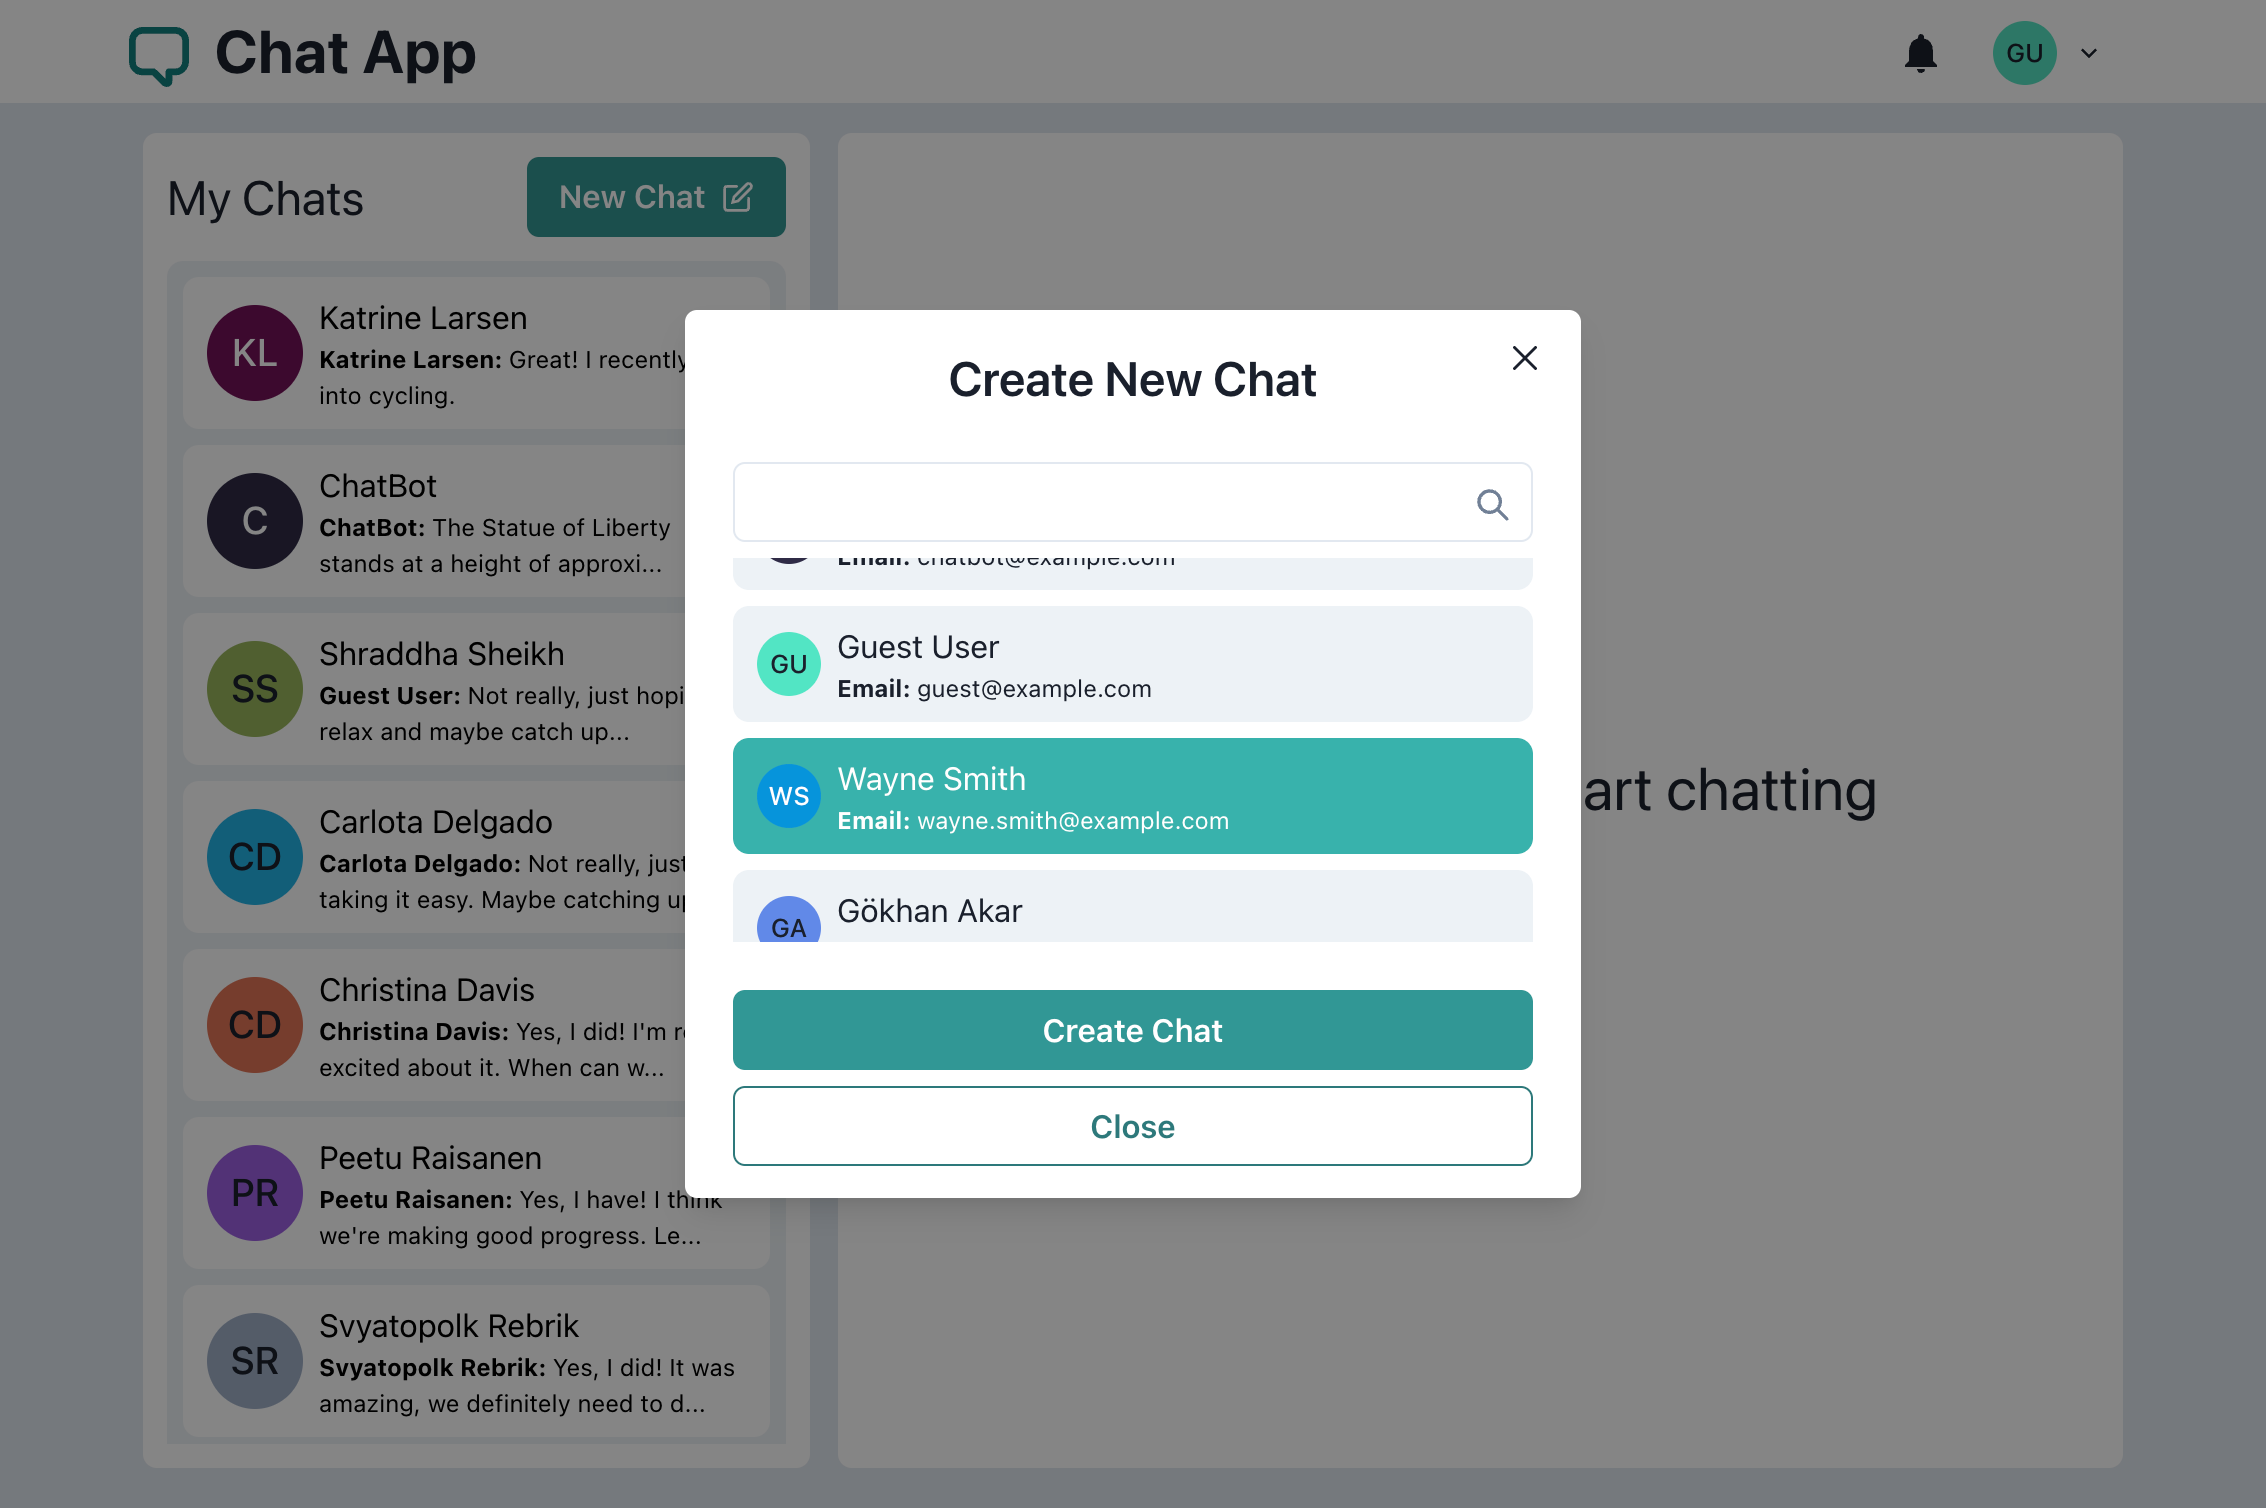 Chat App
GU
My Chats
New Chat
KL
Katrine Larsen
Katrine Larsen: Great! I recently
into cycling.
C
ChatBot
ChatBot: The Statue of Liberty
stands at a height of approxi...
SS
Shraddha Sheikh
Guest User: Not really, just hopi
relax and maybe catch up...
CD
Carlota Delgado
Carlota Delgado: Not really, just
taking it easy. Maybe catching up
CD
Christina Davis
Christina Davis: Yes, I did! I'm re
excited about it. When can w...
PR
Peetu Raisanen
Peetu Raisanen: Yes, I have! I think
we're making good progress. Le...
SR
Svyatopolk Rebrik
Svyatopolk Rebrik: Yes, I did! It was
amazing, we definitely need to d...
Create New Chat
Email: chatbot@example.com
GU
Guest User
Email: guest@example.com
WS
Wayne Smith
Email: wayne.smith@example.com
GA
Gökhan Akar
Create Chat
Close
art chatting